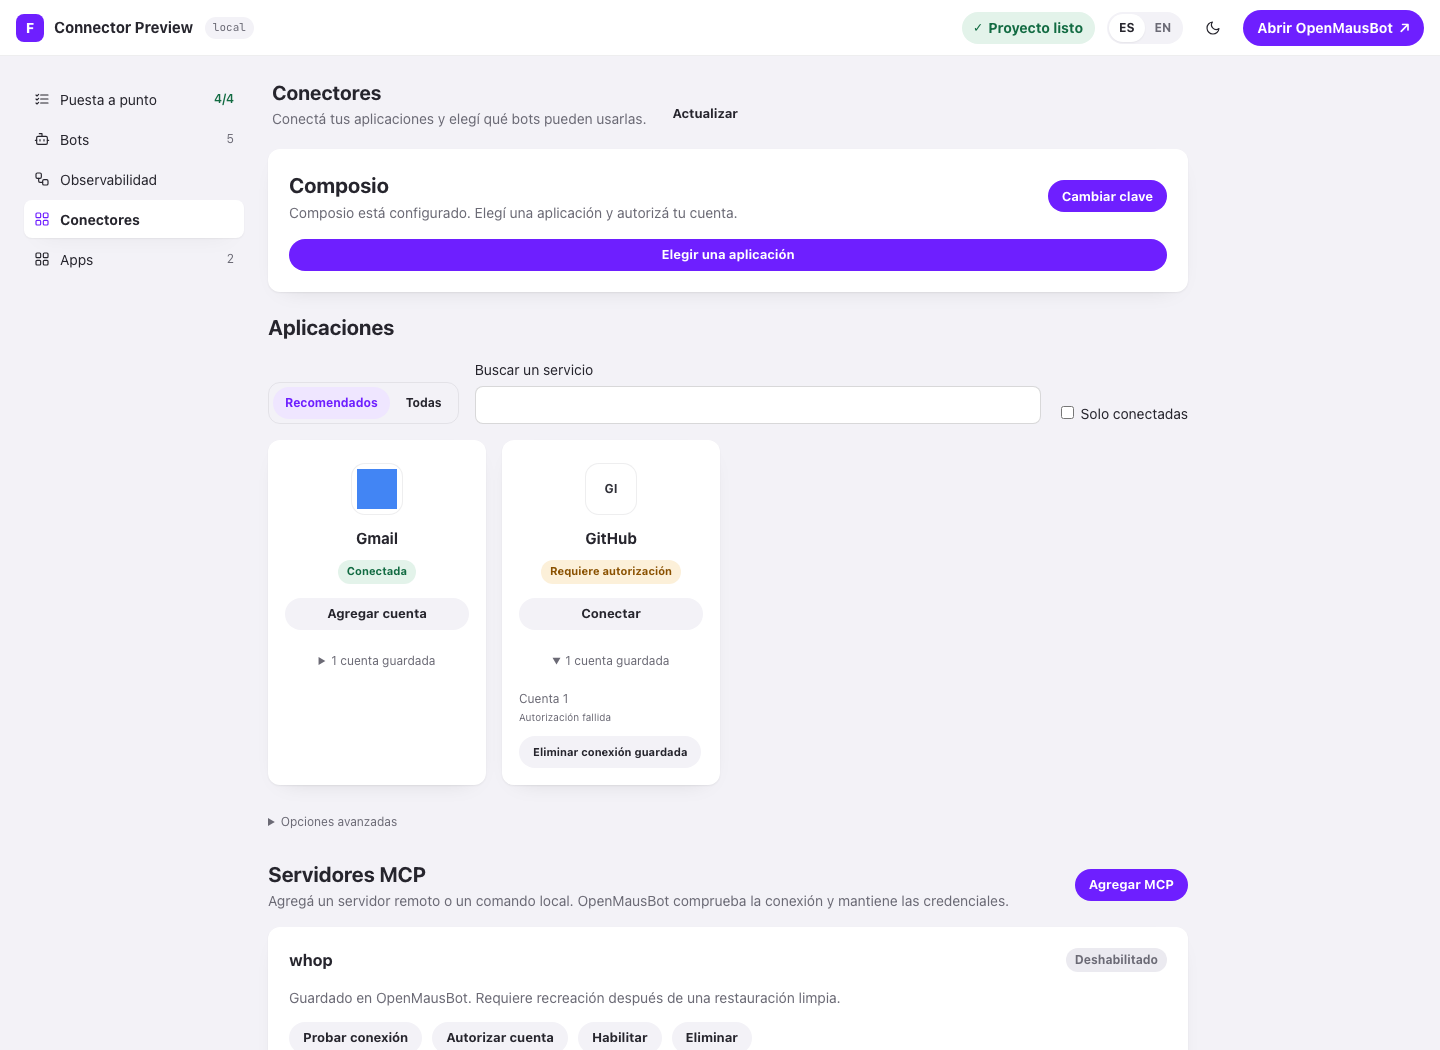 F Connector Preview local
✓ Proyecto listo
ES EN
Abrir OpenMausBot ↗
Puesta a punto 4/4
Bots 5
Observabilidad
Conectores
Apps 2
Conectores
Conectá tus aplicaciones y elegí qué bots pueden usarlas.
Actualizar
Composio
Composio está configurado. Elegí una aplicación y autorizá tu cuenta.
Cambiar clave
Elegir una aplicación
Aplicaciones
Buscar un servicio
Recomendados Todas
Solo conectadas
Gmail
Conectada
Agregar cuenta
▶ 1 cuenta guardada
GI
GitHub
Requiere autorización
Conectar
▼ 1 cuenta guardada
Cuenta 1
Autorización fallida
Eliminar conexión guardada
▶ Opciones avanzadas
Servidores MCP
Agregá un servidor remoto o un comando local. OpenMausBot comprueba la conexión y mantiene las credenciales.
Agregar MCP
whop
Deshabilitado
Guardado en OpenMausBot. Requiere recreación después de una restauración limpia.
Probar conexión Autorizar cuenta Habilitar Eliminar